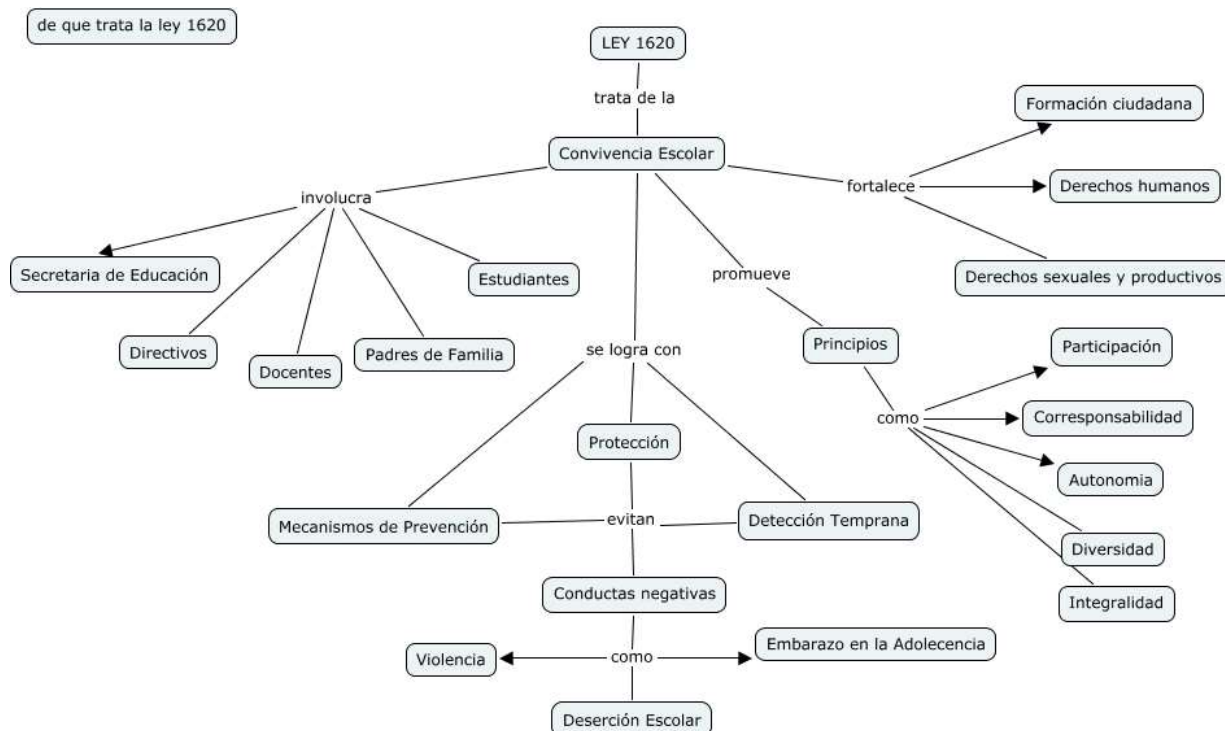 de que trata la ley 1620
LEY 1620
trata de la
Convivencia Escolar
involucra
Secretaria de Educación
Directivos
Docentes
Padres de Familia
Estudiantes
se logra con
Protección
Mecanismos de Prevención
evitan
Detección Temprana
Conductas negativas
como
Violencia
Embarazo en la Adolecencia
Deserción Escolar
promueve
Principios
como
Participación
Corresponsabilidad
Autonomia
Diversidad
Integralidad
fortalece
Formación ciudadana
Derechos humanos
Derechos sexuales y productivos